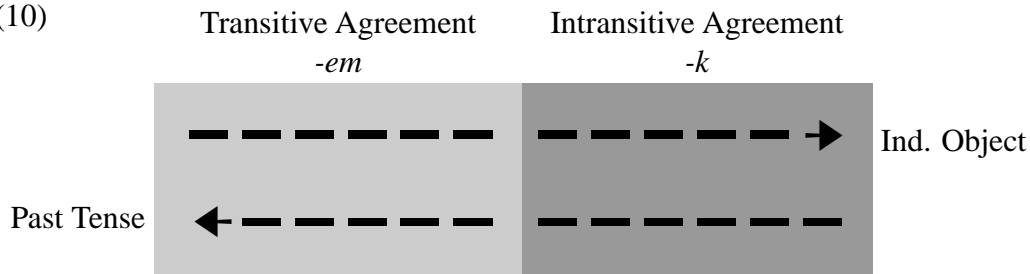 (10)
Transitive Agreement Intransitive Agreement
-em -k
Ind. Object
Past Tense